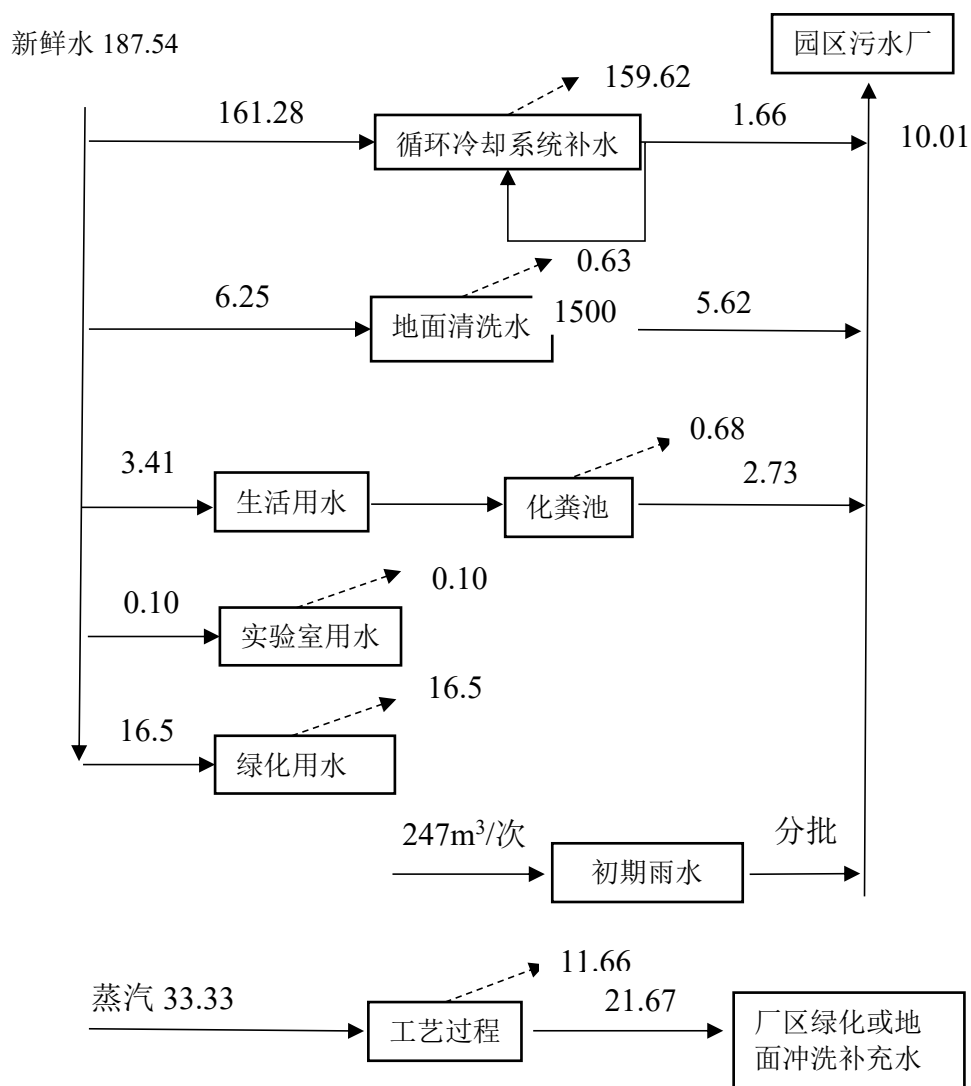 新鲜水 187.54
园区污水厂
159.62
161.28
循环冷却系统补水
1.66
10.01
0.63
6.25
地面清洗水
1500
5.62
0.68
3.41
生活用水
化粪池
2.73
0.10
0.10
实验室用水
16.5
16.5
绿化用水
247m³/次
初期雨水
分批
11.66
蒸汽 33.33
工艺过程
21.67
厂区绿化或地
面冲洗补充水